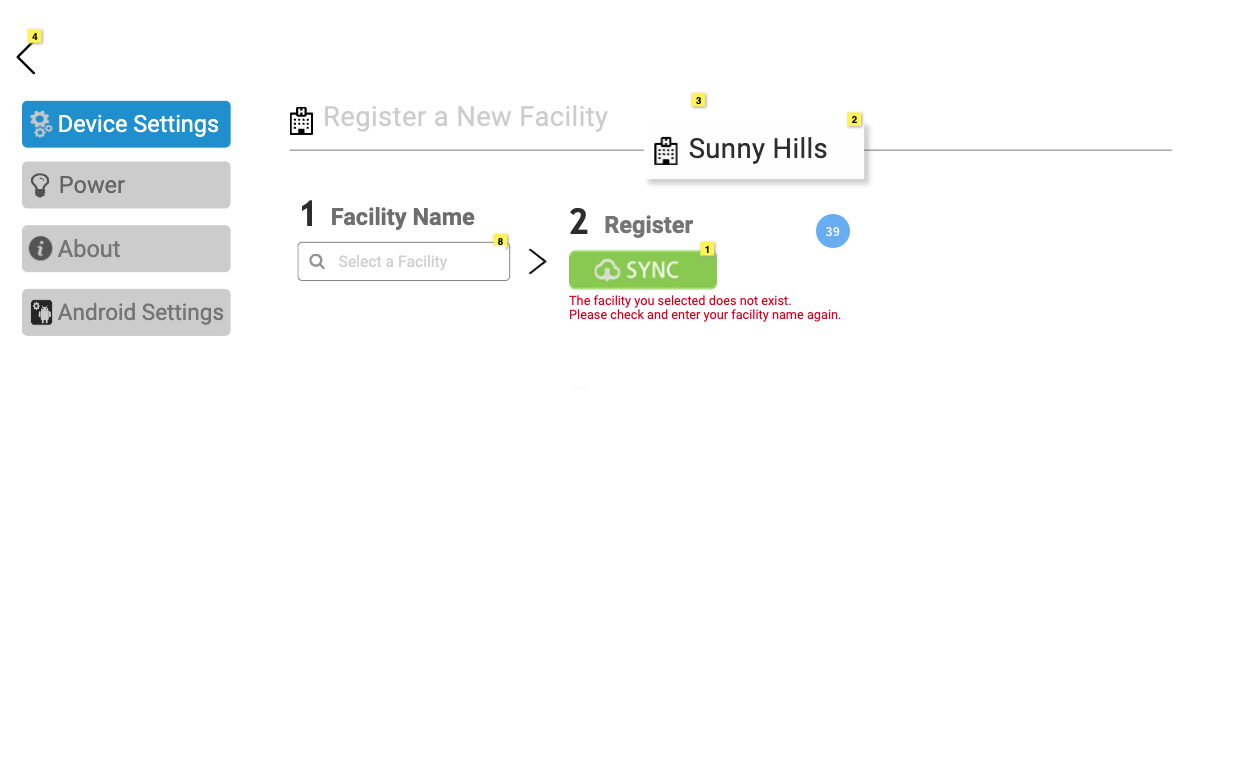 4
Device Settings
Power
About
Android Settings
Register a New Facility
3
2
Sunny Hills
1 Facility Name
8
Select a Facility
2 Register
39
1
SYNC
The facility you selected does not exist.
Please check and enter your facility name again.